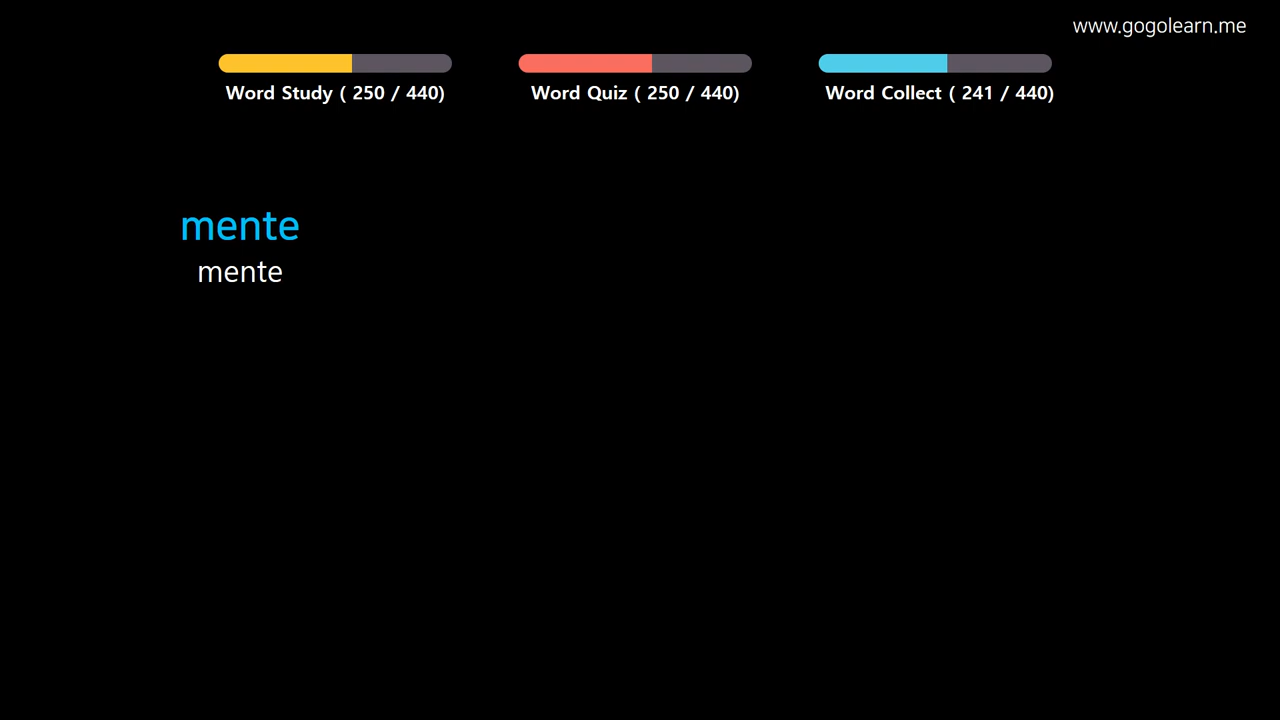 www.gogolearn.me
Word Study ( 250 / 440)
Word Quiz ( 250 / 440)
Word Collect ( 241 / 440)
mente
mente